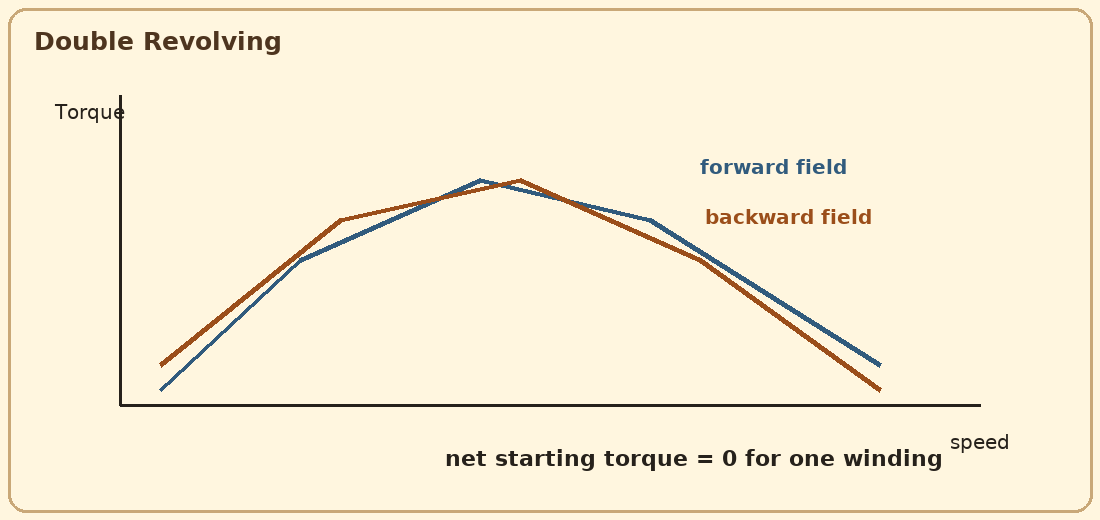 Double Revolving
Torque
forward field
backward field
speed
net starting torque = 0 for one winding